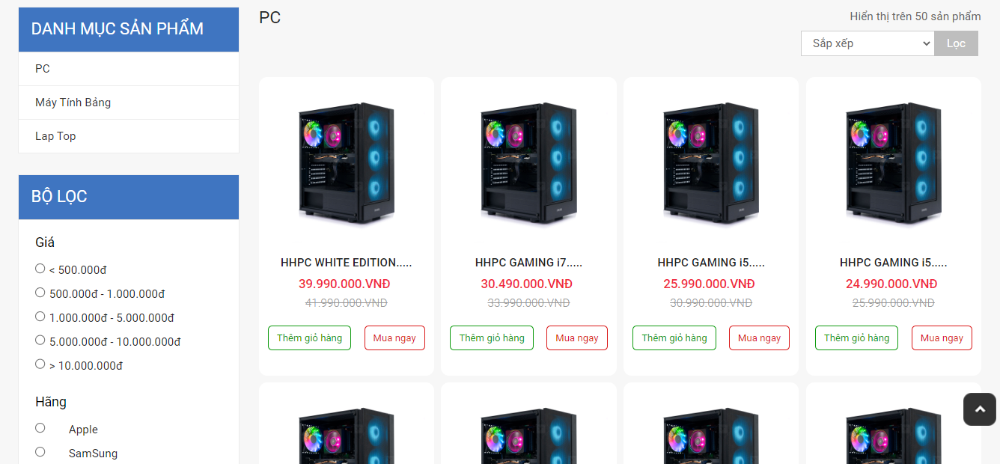 DANH MỤC SẢN PHẨM
PC
Máy Tính Bảng
Lap Top
BỘ LỌC
Giá
< 500.000đ
500.000đ - 1.000.000đ
1.000.000đ - 5.000.000đ
5.000.000đ - 10.000.000đ
> 10.000.000đ
Hãng
Apple
SamSung
PC
Hiển thị trên 50 sản phẩm
Sắp xếp
Lọc
HHPC WHITE EDITION.....
39.990.000.VNĐ
41.990.000.VNĐ
Thêm giỏ hàng
Mua ngay
HHPC GAMING i7.....
30.490.000.VNĐ
33.990.000.VNĐ
Thêm giỏ hàng
Mua ngay
HHPC GAMING i5.....
25.990.000.VNĐ
30.990.000.VNĐ
Thêm giỏ hàng
Mua ngay
HHPC GAMING i5.....
24.990.000.VNĐ
25.990.000.VNĐ
Thêm giỏ hàng
Mua ngay